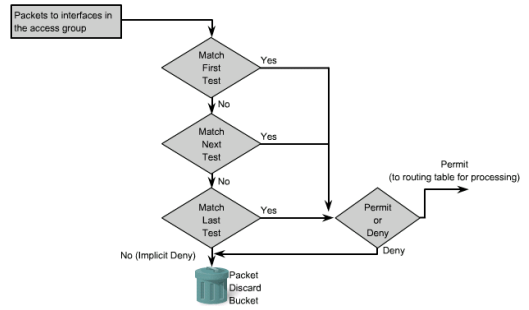 Packets to interfaces in
the access group
Match
First
Test
Yes
No
Match
Next
Test
Yes
No
Match
Last
Test
Yes
Permit
or
Deny
Permit
(to routing table for processing)
Deny
No (Implicit Deny)
Packet
Discard
Bucket